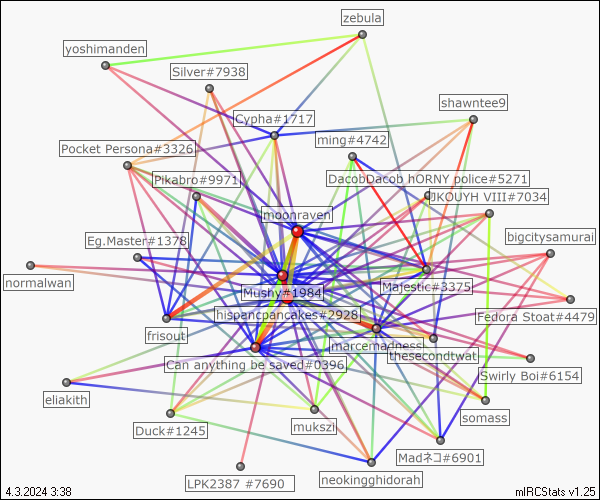 zebula
yoshimanden
Silver#7938
shawntee9
Cypha#1717
ming#4742
Pocket Persona#3326
DacobDacob hORNY police#5271
Pikabro#9971
JKOUYH VIII#7034
moonraven
bigcitysamurai
Eg.Master#1378
normalwan
Mushy#1984
Majestic#3375
hispancpancakes#2928
Fedora Stoat#4479
frisout
marcemadness
thesecondtwat
Can anything be saved#0396
Swirly Boi#6154
eliakith
somass
mukszi
Duck#1245
Madネコ#6901
neokingghidorah
LPK2387 #7690
4.3.2024 3:38
mIRCStats v1.25